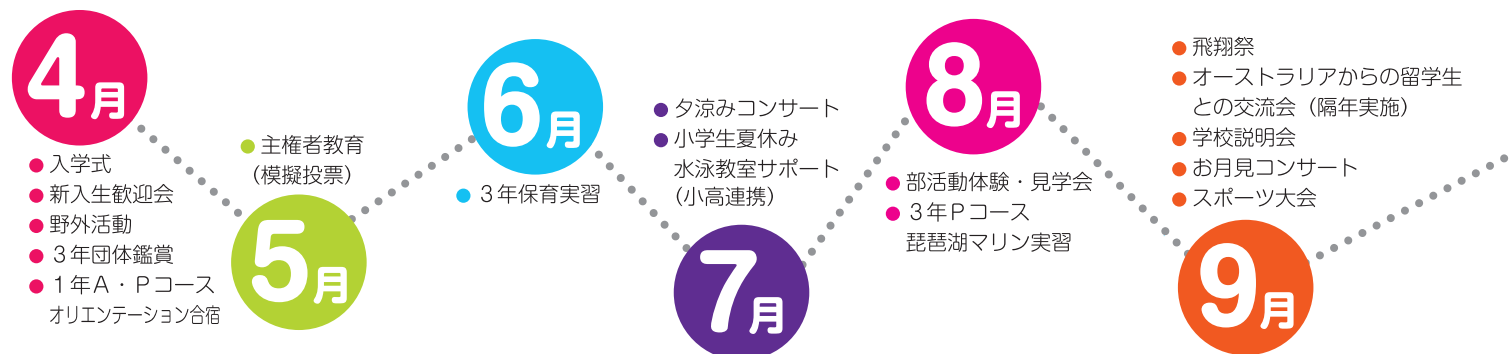 4月
● 入学式
● 新入生歓迎会
● 野外活動
● 3年団体鑑賞
● 1年A・Pコース
オリエンテーション合宿
5月
● 主権者教育
(模擬投票)
6月
● 3年保育実習
7月
● 夕涼みコンサート
● 小学生夏休み
水泳教室サポート
(小高連携)
8月
● 部活動体験・見学会
● 3年Pコース
琵琶湖マリン実習
9月
● 飛翔祭
● オーストラリアからの留学生
との交流会（隔年実施）
● 学校説明会
● お月見コンサート
● スポーツ大会